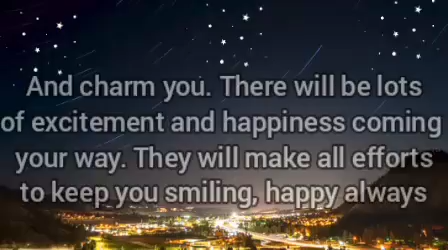 And charm you. There will be lots
of excitement and happiness coming
your way. They will make all efforts
to keep you smiling, happy always